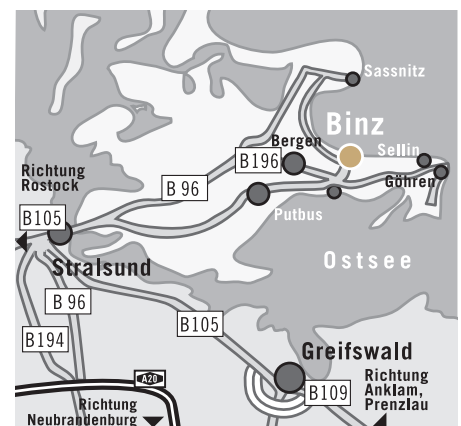 Sassnitz
Binz
Bergen
B196
Sellin
Richtung
Rostock
B 96
Göhren
B105
Putbus
Stralsund
Ostsee
B 96
B105
B194
Greifswald
A20
B109
Richtung
Anklam,
Prenzlau
Richtung
Neubrandenburg